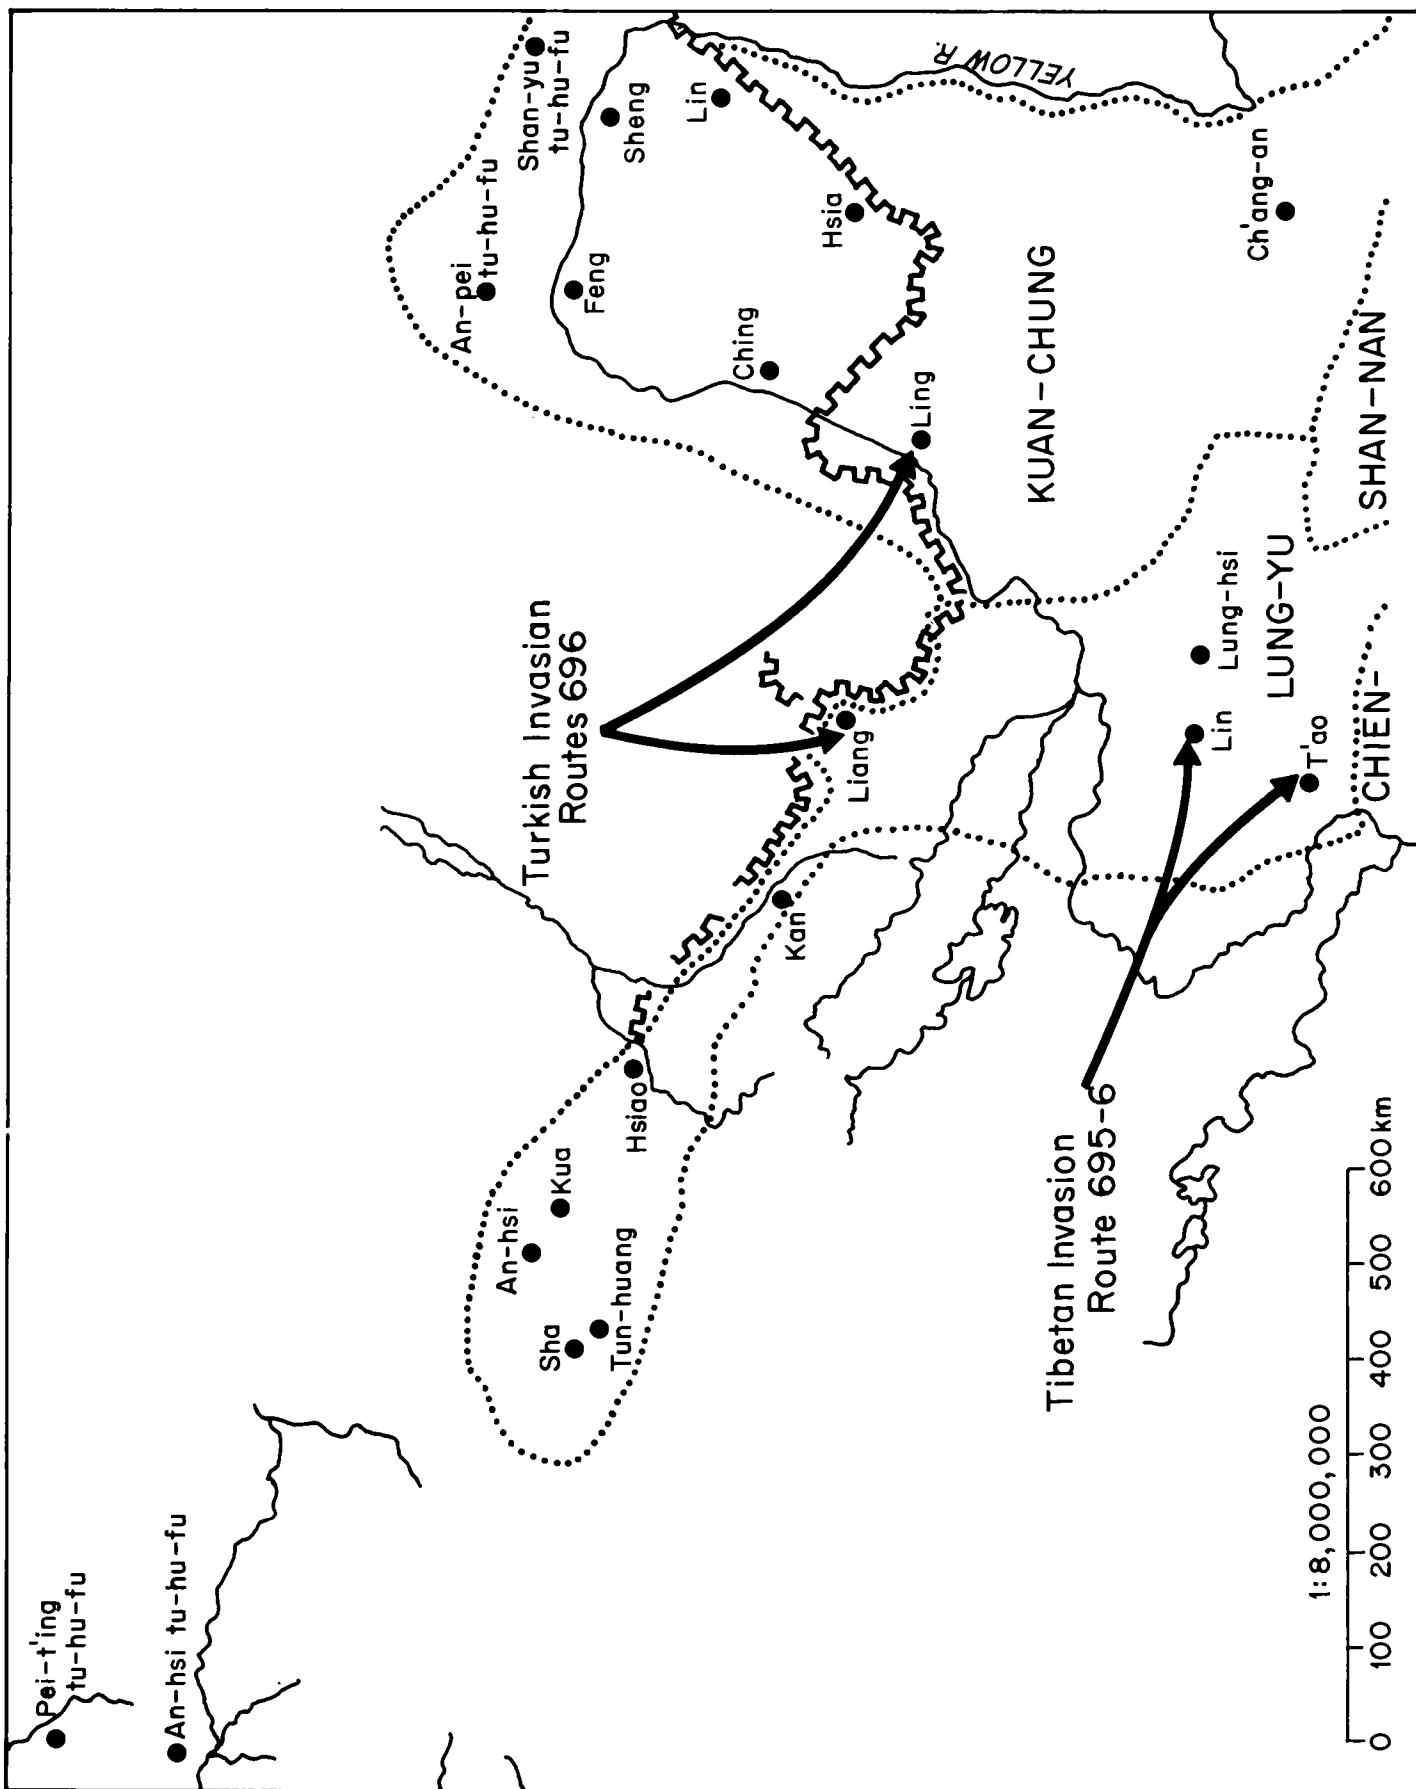 Pei-t'ing
tu-hu-fu
An-hsi tu-hu-fu
An-pei
tu-hu-fu
Shan-yu
tu-hu-fu
Feng
Sheng
Lin
Ching
Hsia
YELLOW R.
Turkish Invasian
Routes 696
An-hsi
Kua
Sha
Tun-huang
Hsiao
Kan
Liang
Ling
KUAN-CHUNG
Ch'ang-an
Tibetan Invasion
Route 695-6
Lin
Lung-hsi
LUNG-YU
T'ao
SHAN-NAN
CHIEN-
1:8,000,000
0 100 200 300 400 500 600km